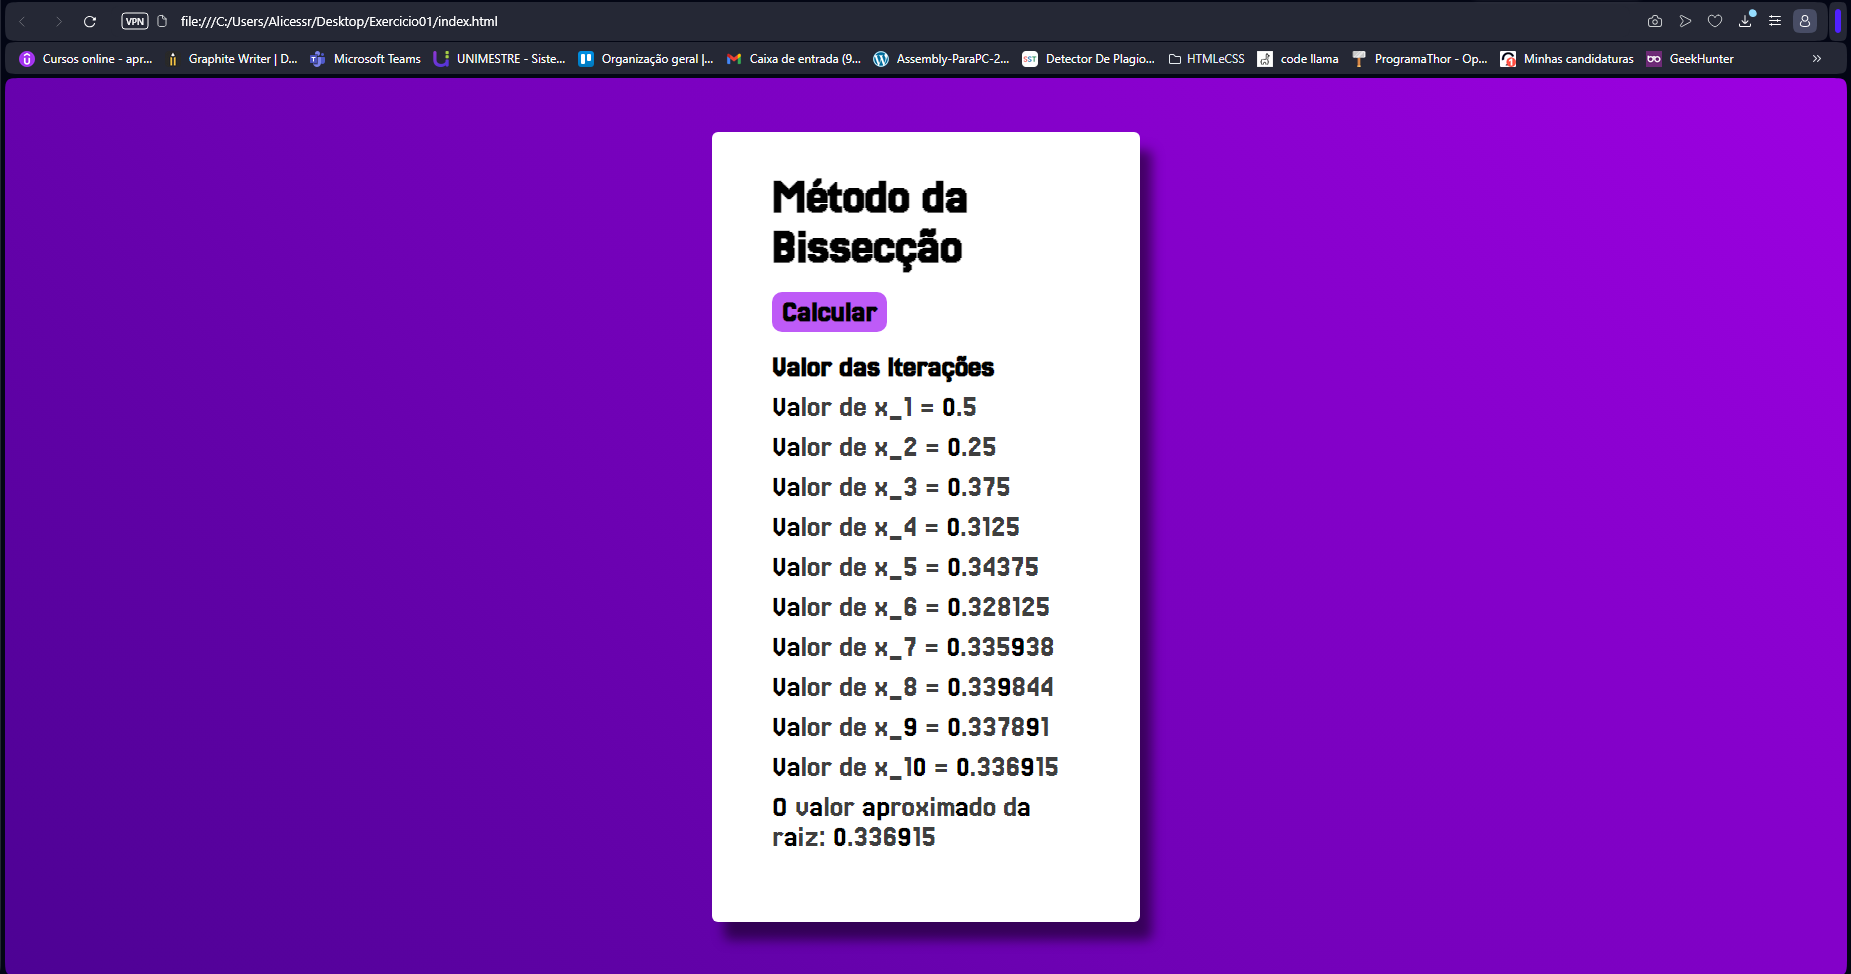 VPN file:///C:/Users/Alicessr/Desktop/Exercicio01/index.html
Cursos online - apr... Graphite Writer | D... Microsoft Teams UNIMESTRE - Siste... Organização geral |... Caixa de entrada (9... Assembly-ParaPC-2... SST Detector De Plagio... HTMLeCSS code llama ProgramaThor - Op... Minhas candidaturas GeekHunter »
Método da
Bissecção
Calcular
Valor das Iterações
Valor de x_1 = 0.5
Valor de x_2 = 0.25
Valor de x_3 = 0.375
Valor de x_4 = 0.3125
Valor de x_5 = 0.34375
Valor de x_6 = 0.328125
Valor de x_7 = 0.335938
Valor de x_8 = 0.339844
Valor de x_9 = 0.337891
Valor de x_10 = 0.336915
O valor aproximado da
raiz: 0.336915